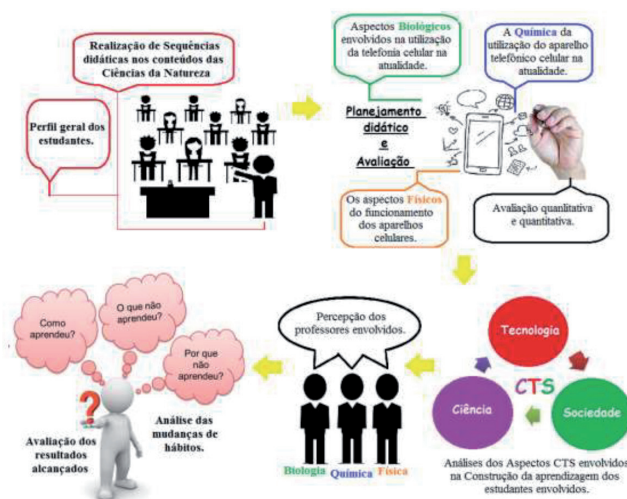 Realização de Sequências
didáticas nos conteúdos das
Ciências da Natureza
Perfil geral dos
estudantes.
Aspectos Biológicos
envolvidos na utilização
da telefonia celular na
atualidade.
A Química da
utilização do aparelho
telefônico celular na
atualidade.
Planejamento
didático
e
Avaliação
Os aspectos Físicos
do funcionamento
dos aparelhos
celulares.
Avaliação quanlitativa
e quantitativa.
Tecnologia
CTS
Ciência
Sociedade
Análises dos Aspectos CTS envolvidos
na Construção da aprendizagem dos
estudantes envolvidos.
Percepção dos
professores envolvidos.
Biologia Química Física
Como
aprendeu?
O que não
aprendeu?
Por que
não
aprendeu?
?
Análise das
mudanças de
hábitos.
Avaliação dos
resultados
alcançados